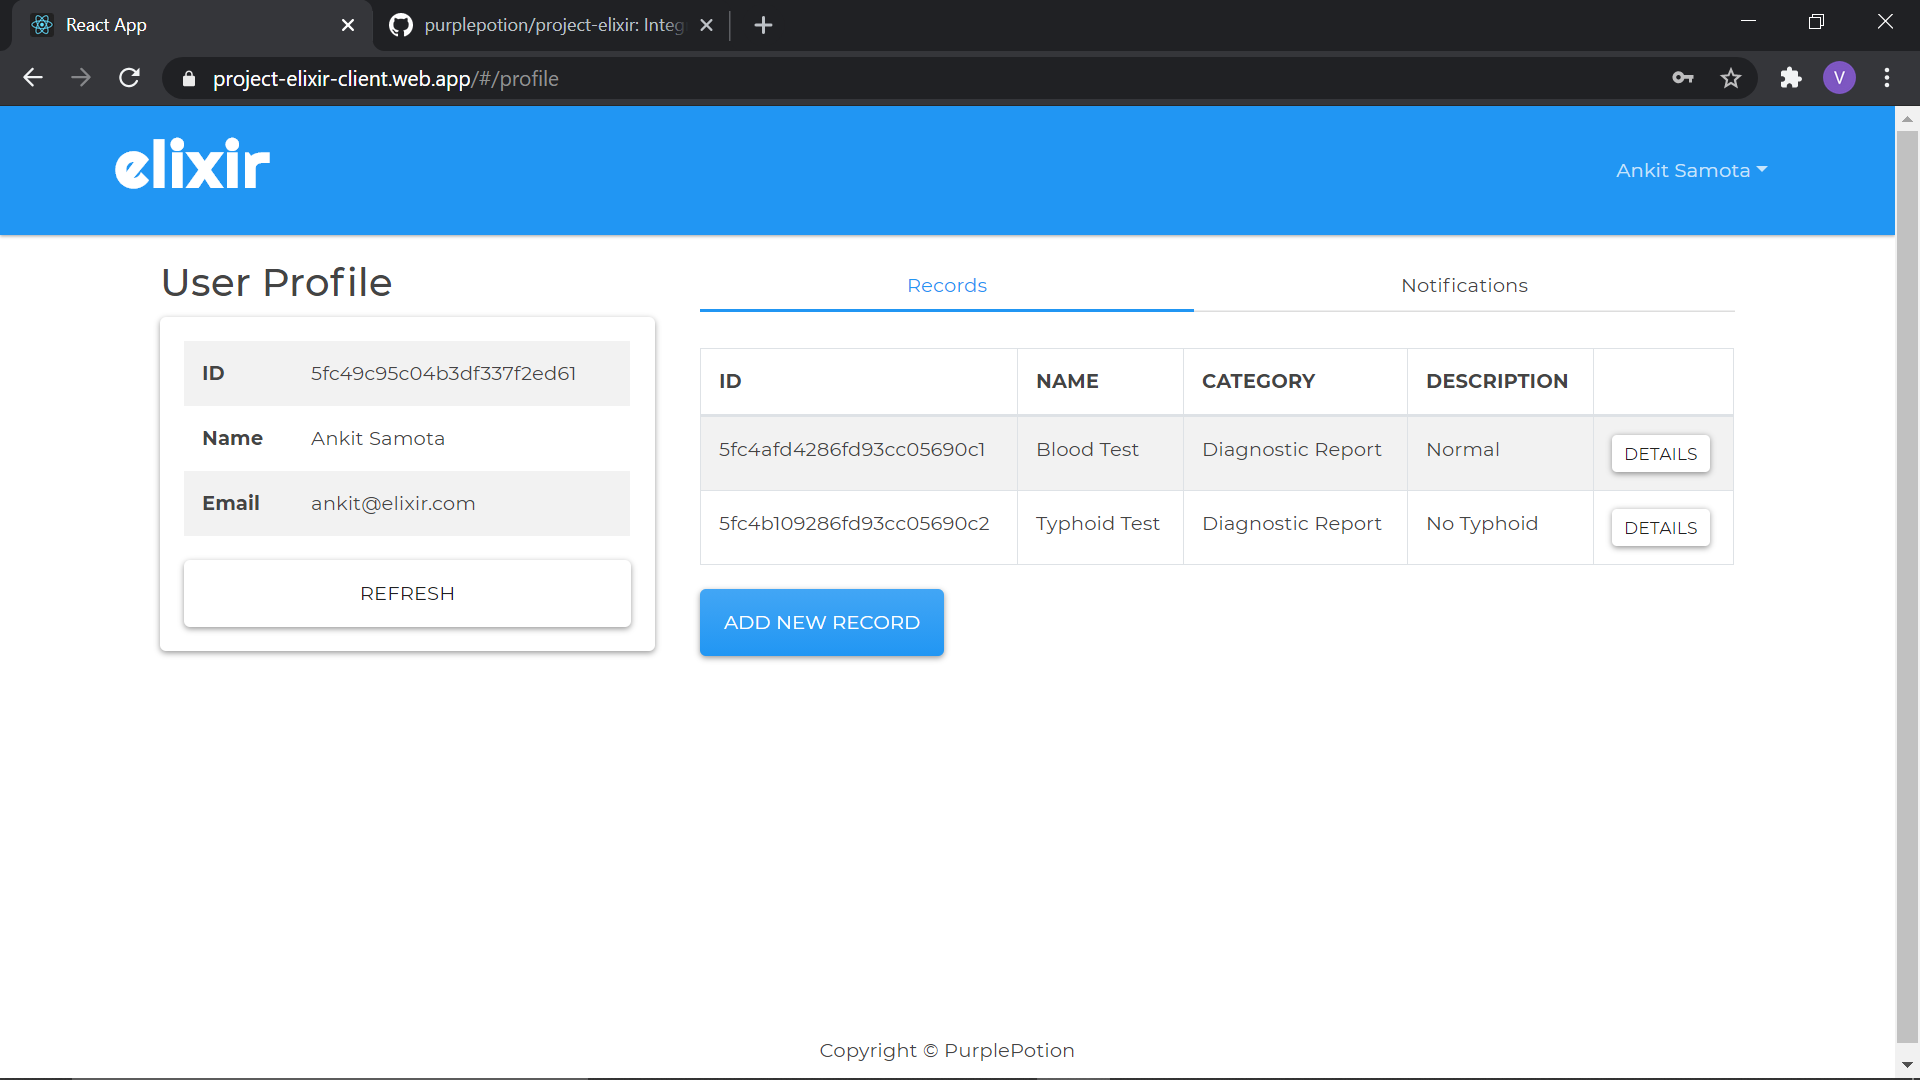 React App
purplepotion/project-elixir: Integ
project-elixir-client.web.app/#/profile
V
elixir
Ankit Samota
User Profile
Records Notifications
ID 5fc49c95c04b3df337f2ed61
Name Ankit Samota
Email ankit@elixir.com
REFRESH
ID NAME CATEGORY DESCRIPTION
5fc4afd4286fd93cc05690c1 Blood Test Diagnostic Report Normal DETAILS
5fc4b109286fd93cc05690c2 Typhoid Test Diagnostic Report No Typhoid DETAILS
ADD NEW RECORD
Copyright © PurplePotion